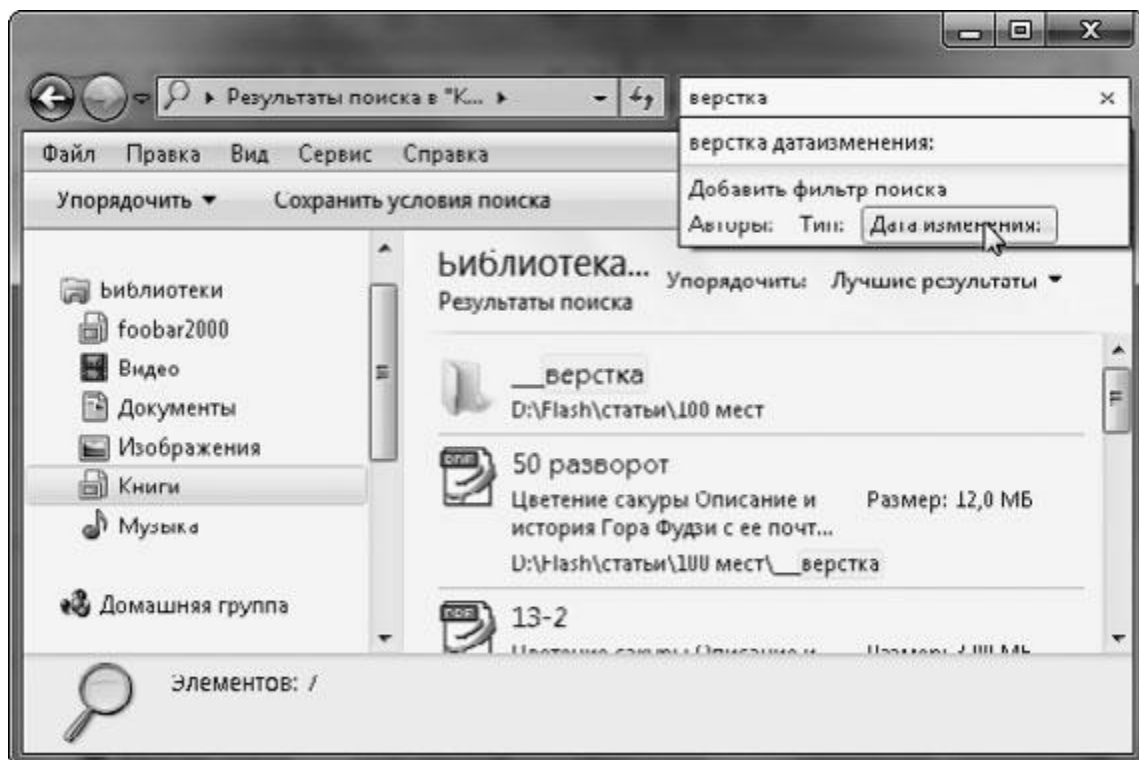 Результаты поиска в "К...
верстка
верстка датаизменения:
Файл Правка Вид Сервис Справка
Добавить фильтр поиска
Авторы: Тип: Дата изменения:
Упорядочить Сохранить условия поиска
Библиотеки
foobar2000
Видео
Документы
Изображения
Книги
Музыка
Домашняя группа
Библиотека...
Результаты поиска
Упорядочить: Лучшие результаты
__верстка
D:\Flash\статьи\100 мест
50 разворот
Цветение сакуры Описание и
история Гора Фудзи с ее почт...
Размер: 12,0 МБ
D:\Flash\статьи\100 мест\__верстка
13-2
Цветение сакуры Описание и
Элементов: 7